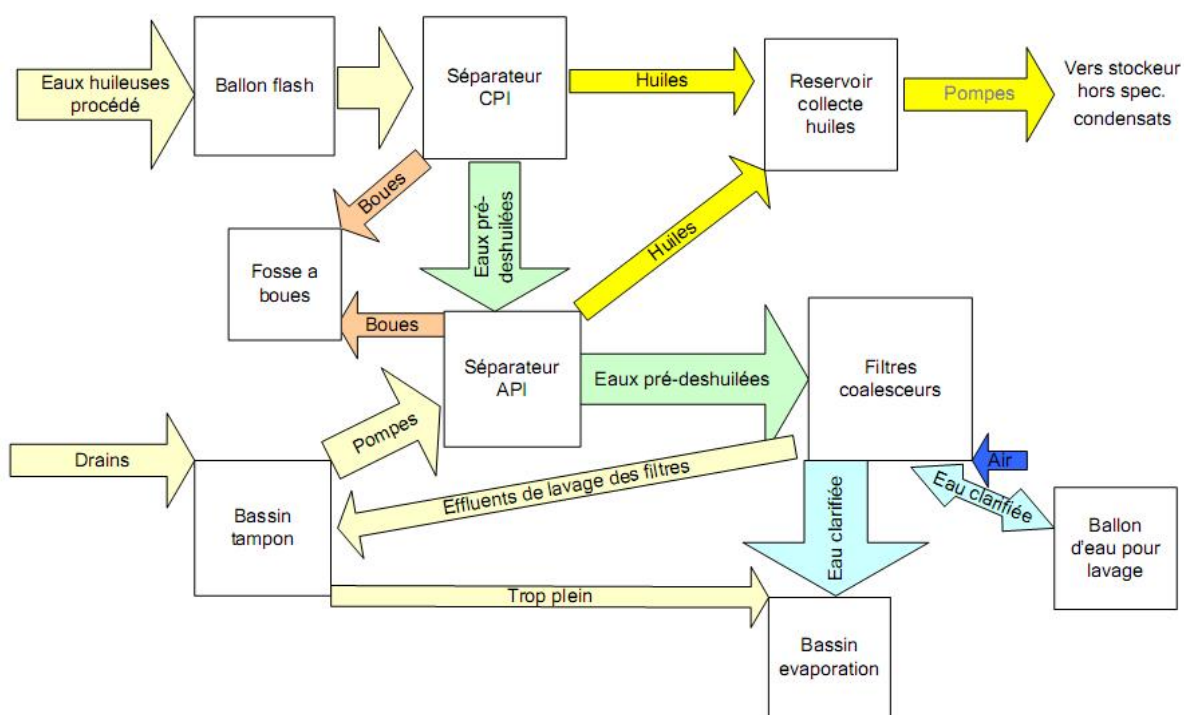 Eaux huileuses
procédé
Ballon flash
Séparateur
CPI
Huiles
Reservoir
collecte
huiles
Pompes
Vers stockeur
hors spec.
condensats
Boues
Eaux pré-
deshuilées
Huiles
Fosse a
boues
Boues
Séparateur
API
Eaux pré-deshuilées
Filtres
coalesceurs
Pompes
Drains
Air
Effluents de lavage des filtres
Bassin
tampon
Eau clarifiée
Eau clarifiée
Ballon
d'eau pour
lavage
Trop plein
Bassin
evaporation